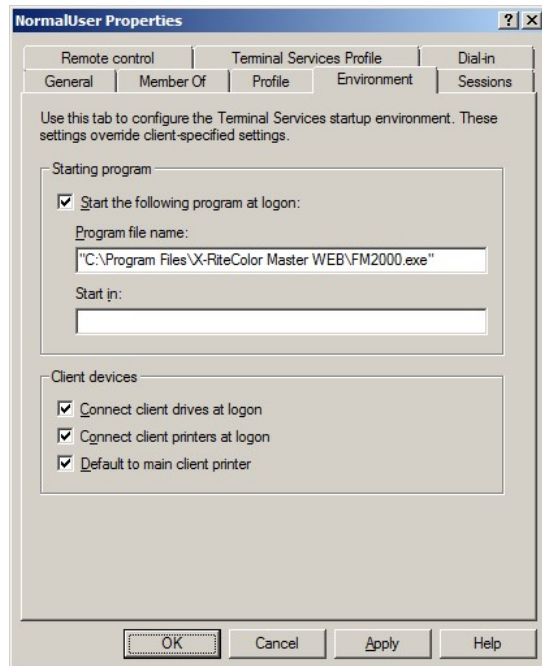 NormalUser Properties
Remote control Terminal Services Profile Dial-in
General Member Of Profile Environment Sessions
Use this tab to configure the Terminal Services startup environment. These
settings override client-specified settings.
Starting program
Start the following program at logon:
Program file name:
"C:\Program Files\X-RiteColor Master WEB\FM2000.exe"
Start in:
Client devices
Connect client drives at logon
Connect client printers at logon
Default to main client printer
OK Cancel Apply Help